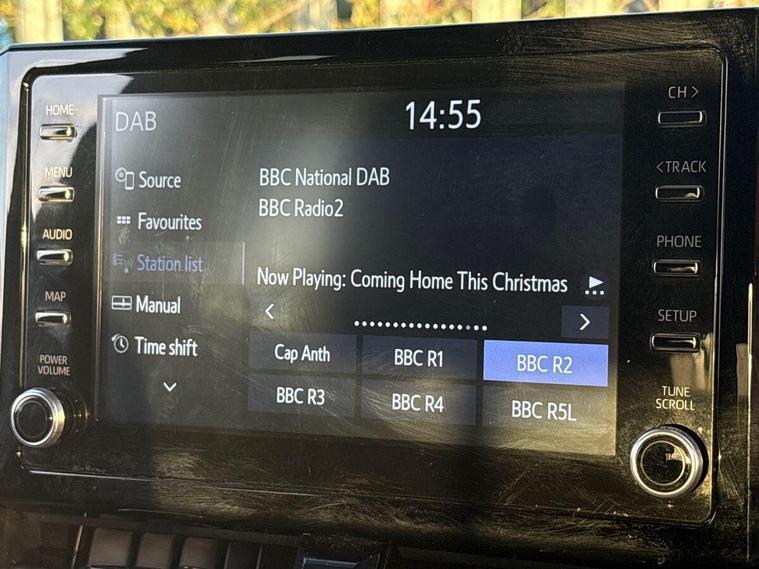 HOME
MENU
AUDIO
MAP
POWER
VOLUME
DAB
14:55
Source
Favourites
Station list
Manual
Time shift
BBC National DAB
BBC Radio2
Now Playing: Coming Home This Christmas
Cap Anth
BBC R1
BBC R2
BBC R3
BBC R4
BBC R5L
CH >
< TRACK
PHONE
SETUP
TUNE
SCROLL